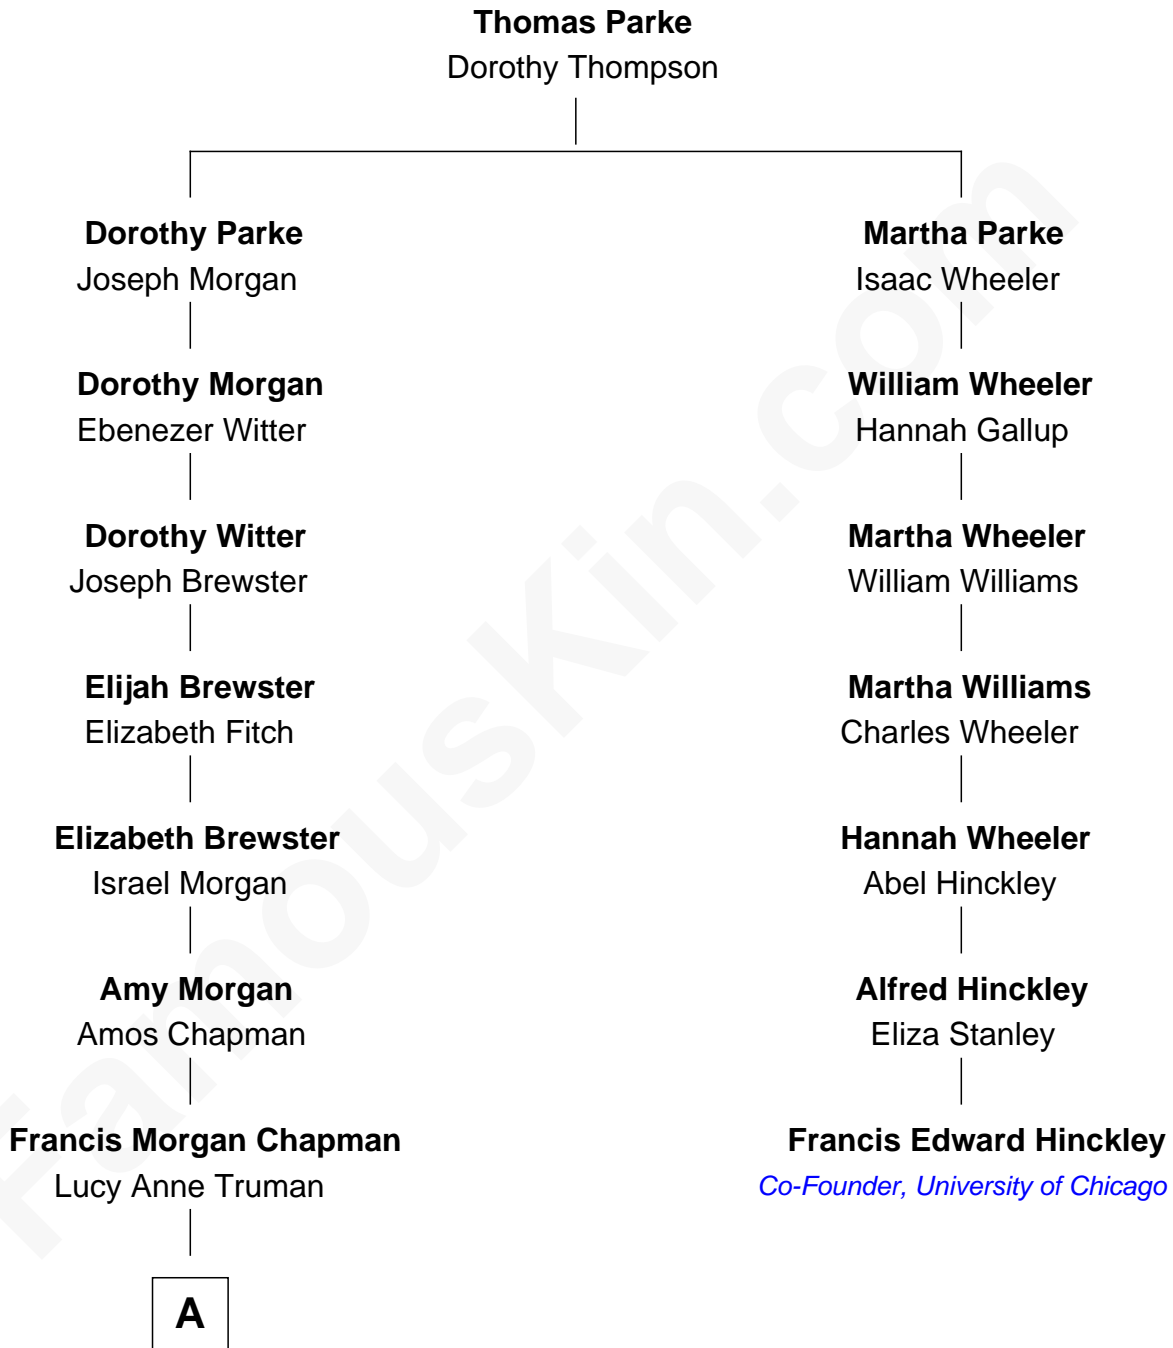 Thomas Parke
Dorothy Thompson
Dorothy Parke
Joseph Morgan
Martha Parke
Isaac Wheeler
Dorothy Morgan
Ebenezer Witter
William Wheeler
Hannah Gallup
Dorothy Witter
Joseph Brewster
Martha Wheeler
William Williams
Elijah Brewster
Elizabeth Fitch
Martha Williams
Charles Wheeler
Elizabeth Brewster
Israel Morgan
Hannah Wheeler
Abel Hinckley
Amy Morgan
Amos Chapman
Alfred Hinckley
Eliza Stanley
Francis Morgan Chapman
Lucy Anne Truman
Francis Edward Hinckley
Co-Founder, University of Chicago
A
FamousKin.com